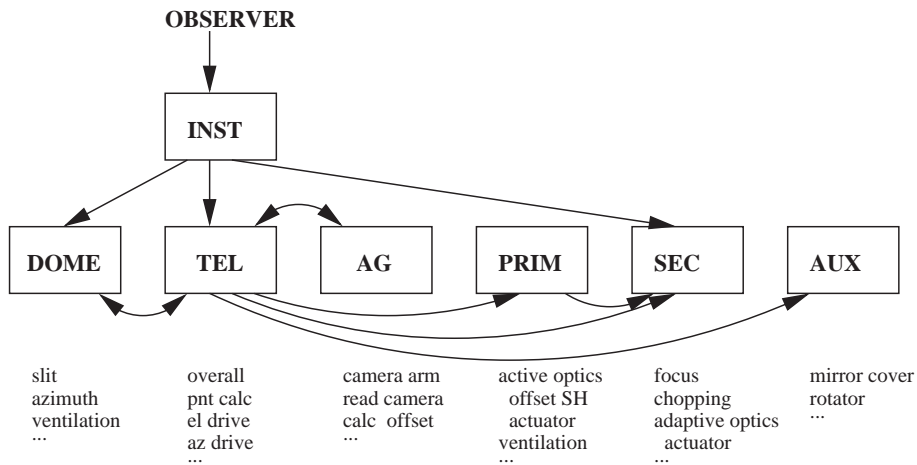 OBSERVER
INST
DOME
TEL
AG
PRIM
SEC
AUX
slit
azimuth
ventilation
...
overall
pnt calc
el drive
az drive
...
camera arm
read camera
calc offset
...
active optics
offset SH
actuator
ventilation
...
focus
chopping
adaptive optics
actuator
...
mirror cover
rotator
...